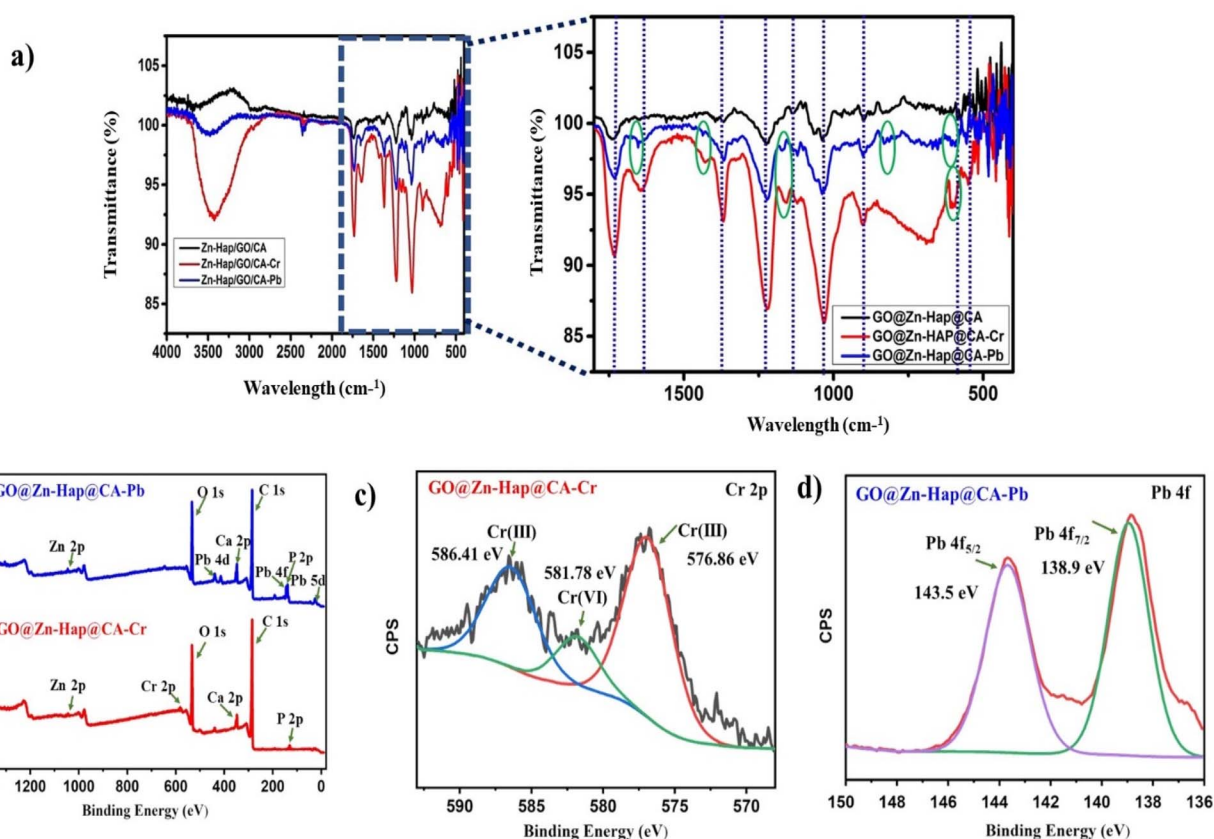 a)
Transmittance (%)
105
100
95
90
85
Zn-Hap/GO/CA
Zn-Hap/GO/CA-Cr
Zn-Hap/GO/CA-Pb
4000 3500 3000 2500 2000 1500 1000 500
Wavelength (cm-1)
Transmittance (%)
105
100
95
90
85
GO@Zn-Hap@CA
GO@Zn-HAP@CA-Cr
GO@Zn-Hap@CA-Pb
1500 1000 500
Wavelength (cm-1)
GO@Zn-Hap@CA-Pb
O 1s
C 1s
Zn 2p
Pb 4d
Ca 2p
Pb 4f
P 2p
Pb 5d
GO@Zn-Hap@CA-Cr
O 1s
C 1s
Zn 2p
Cr 2p
Ca 2p
P 2p
1200 1000 800 600 400 200 0
Binding Energy (eV)
c)
GO@Zn-Hap@CA-Cr
Cr 2p
Cr(III)
586.41 eV
581.78 eV
Cr(VI)
Cr(III)
576.86 eV
CPS
590 585 580 575 570
Binding Energy (eV)
d)
GO@Zn-Hap@CA-Pb
Pb 4f
Pb 4f5/2
143.5 eV
Pb 4f7/2
138.9 eV
CPS
150 148 146 144 142 140 138 136
Binding Energy (eV)